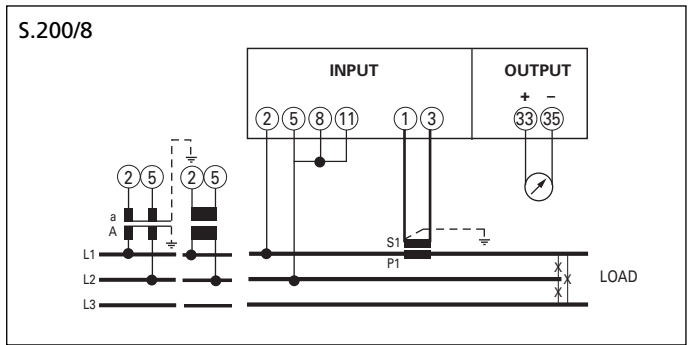 S.200/8
INPUT OUTPUT
+ –
2 5 8 11 1 3 33 35
2 5 2 5
a
A
S1
L1
P1
L2 X X LOAD
X
L3